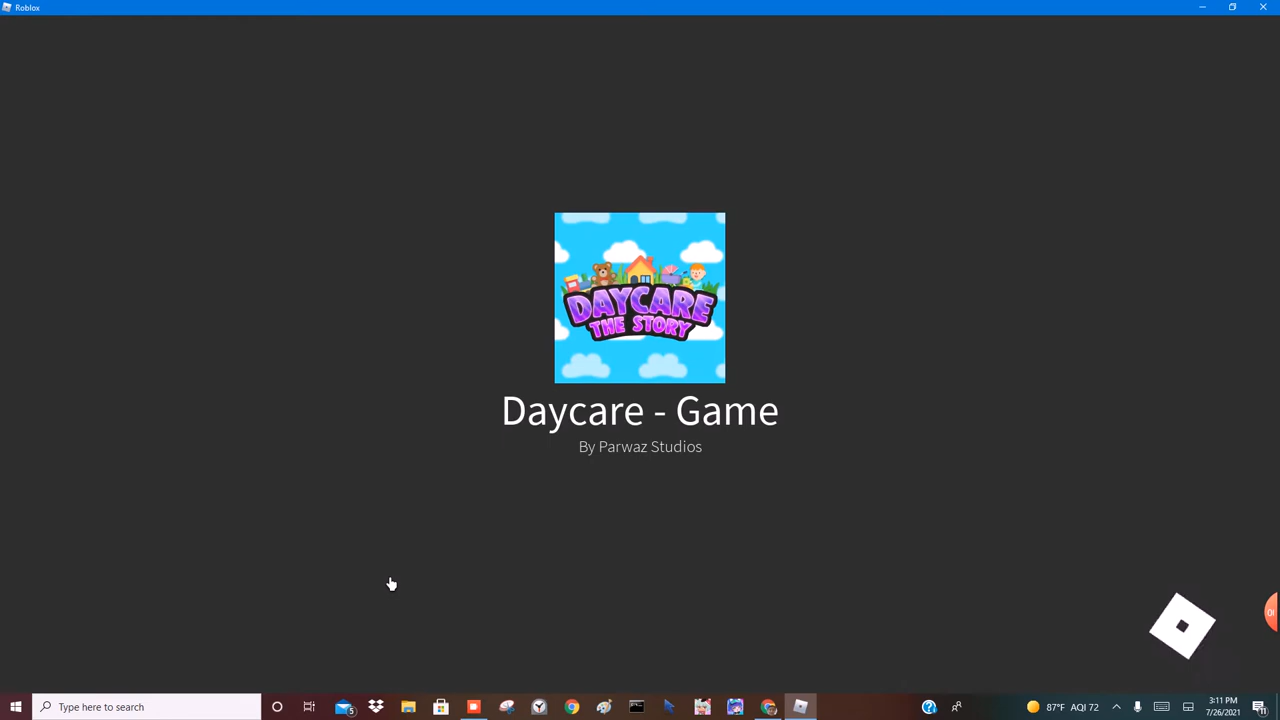 Roblox
DAYCARE
THE STORY
Daycare - Game
By Parwaz Studios
Type here to search
5
87°F AQI 72
3:11 PM
7/26/2021